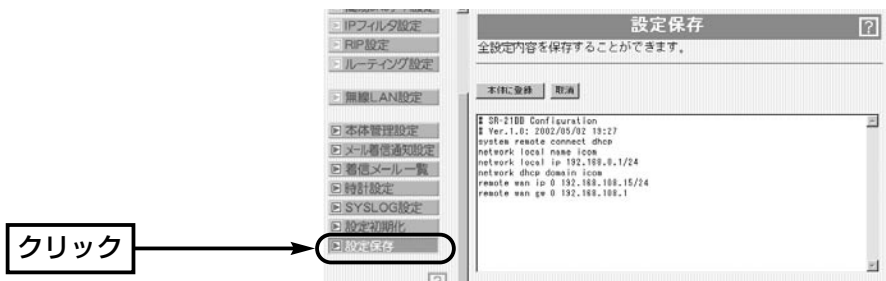 IPフィルタ設定
RIP設定
ルーティング設定
無線LAN設定
本体管理設定
メール着信通知設定
着信メール一覧
時計設定
SYSLOG設定
設定初期化
設定保存
クリック
設定保存
?
全設定内容を保存することができます。
本体に登録 取消
# SR-21BB Configuration
# Ver.1.0: 2002/05/02 19:27
system remote connect dhcp
network local name icom
network local ip 192.168.0.1/24
network dhcp domain icom
remote wan ip 0 192.168.108.15/24
remote wan gw 0 192.168.108.1